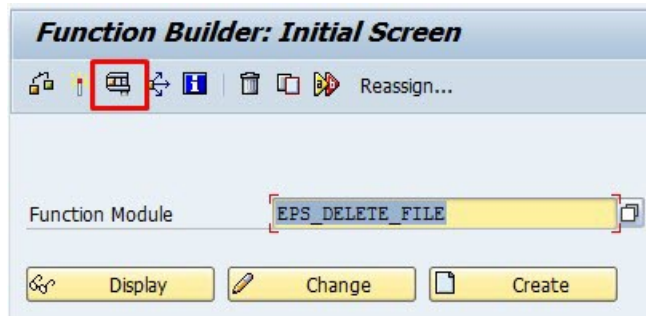 Function Builder: Initial Screen
Reassign...
Function Module EPS_DELETE_FILE
Display Change Create